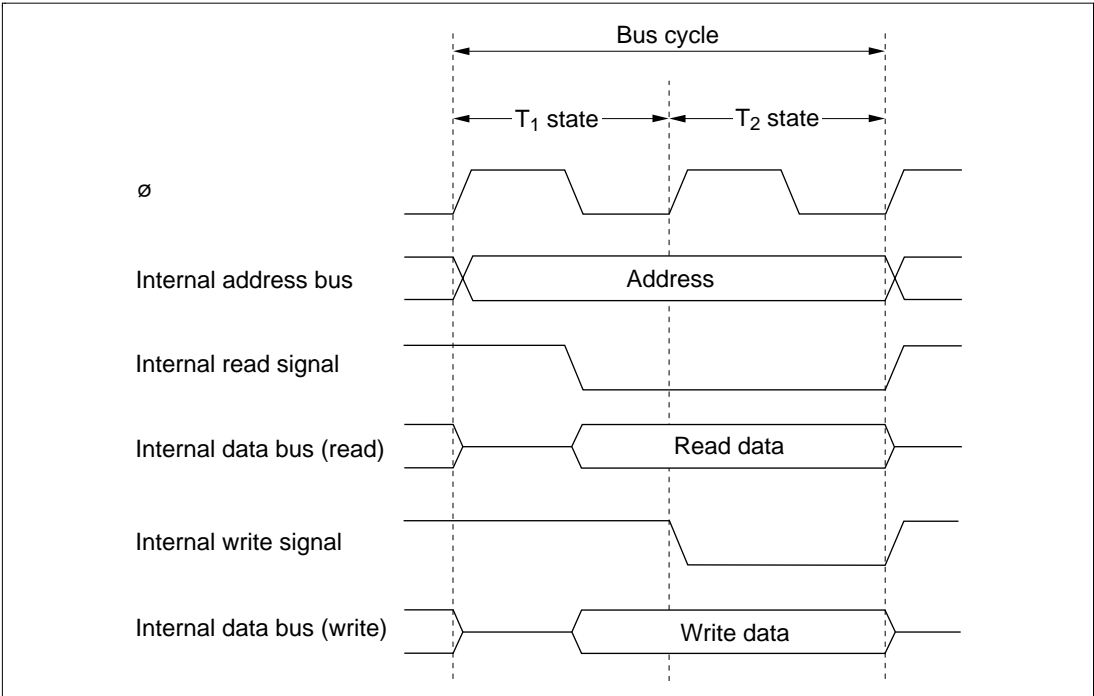 Bus cycle
T1 state
T2 state
ø
Internal address bus
Address
Internal read signal
Internal data bus (read)
Read data
Internal write signal
Internal data bus (write)
Write data